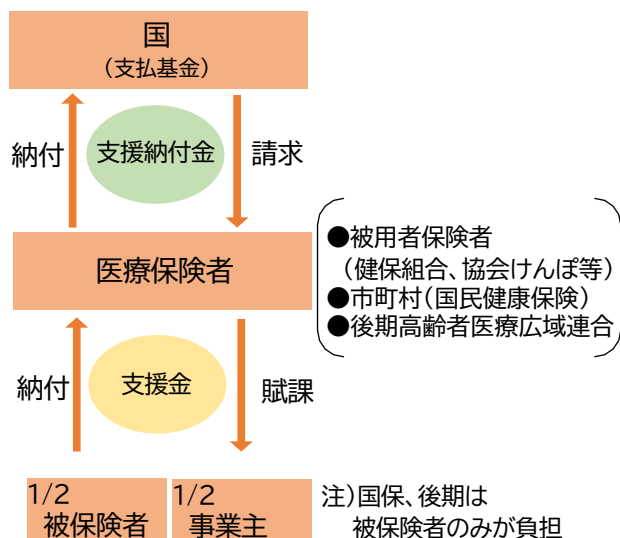 国
(支払基金)
納付
支援納付金
請求
医療保険者
●被用者保険者
(健保組合、協会けんぽ等)
●市町村(国民健康保険)
●後期高齢者医療広域連合
納付
支援金
賦課
1/2
被保険者
1/2
事業主
注)国保、後期は
被保険者のみが負担